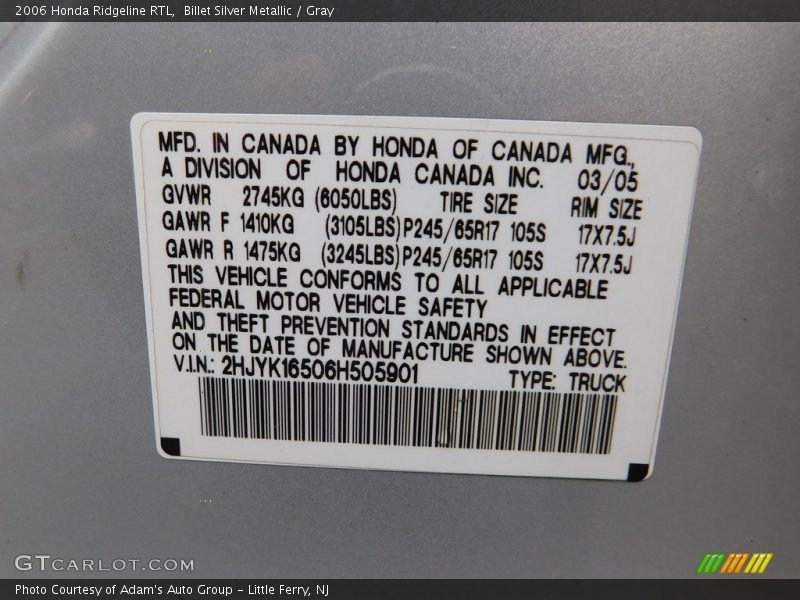 2006 Honda Ridgeline RTL,  Billet Silver Metallic / Gray
MFD. IN CANADA BY HONDA OF CANADA MFG.,
A DIVISION OF HONDA CANADA INC. 03/05
GVWR 2745KG (6050LBS) TIRE SIZE RIM SIZE
GAWR F 1410KG (3105LBS) P245/65R17 105S 17X7.5J
GAWR R 1475KG (3245LBS) P245/65R17 105S 17X7.5J
THIS VEHICLE CONFORMS TO ALL APPLICABLE
FEDERAL MOTOR VEHICLE SAFETY
AND THEFT PREVENTION STANDARDS IN EFFECT
ON THE DATE OF MANUFACTURE SHOWN ABOVE.
V.I.N.: 2HJYK16506H505901 TYPE: TRUCK
GTCARLOT.COM
Photo Courtesy of Adam's Auto Group - Little Ferry, NJ